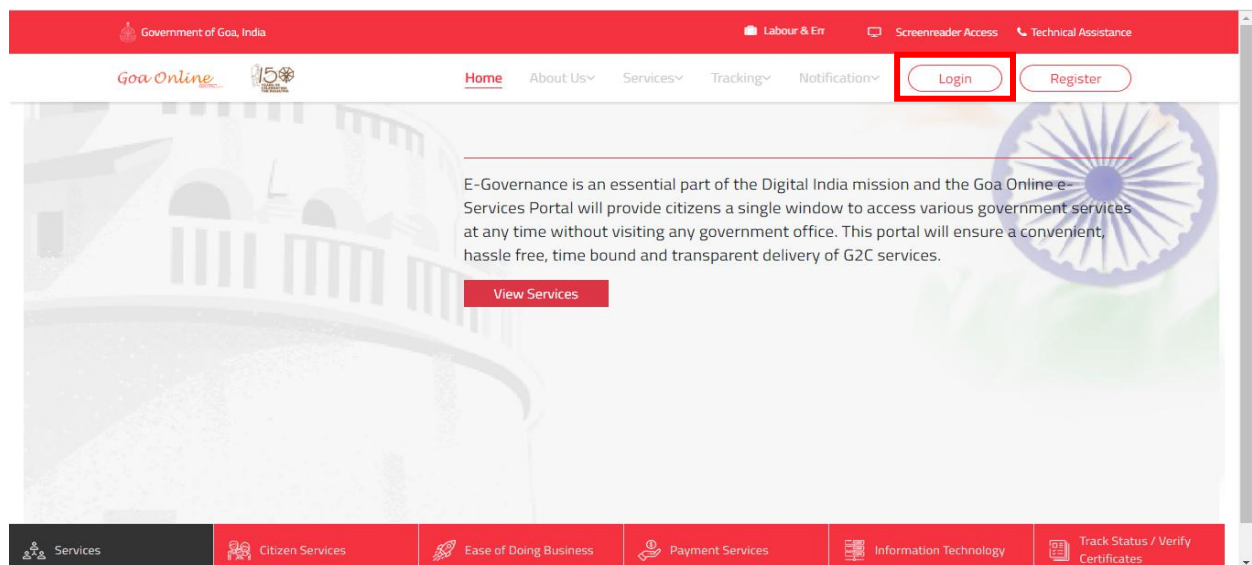 Government of Goa, India
Labour & Em
Screenreader Access
Technical Assistance
Goa Online
150
Home
About Us
Services
Tracking
Notification
Login
Register
E-Governance is an essential part of the Digital India mission and the Goa Online e-
Services Portal will provide citizens a single window to access various government services
at any time without visiting any government office. This portal will ensure a convenient,
hassle free, time bound and transparent delivery of G2C services.
View Services
Services
Citizen Services
Ease of Doing Business
Payment Services
Information Technology
Track Status / Verify
Certificates